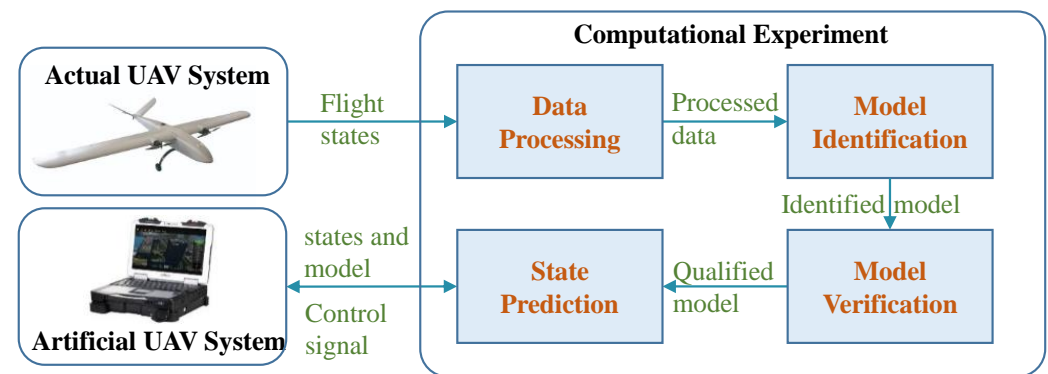 Computational Experiment
Actual UAV System
Flight
states
Data
Processing
Processed
data
Model
Identification
Identified model
Model
Verification
Qualified
model
State
Prediction
states and
model
Control
signal
Artificial UAV System